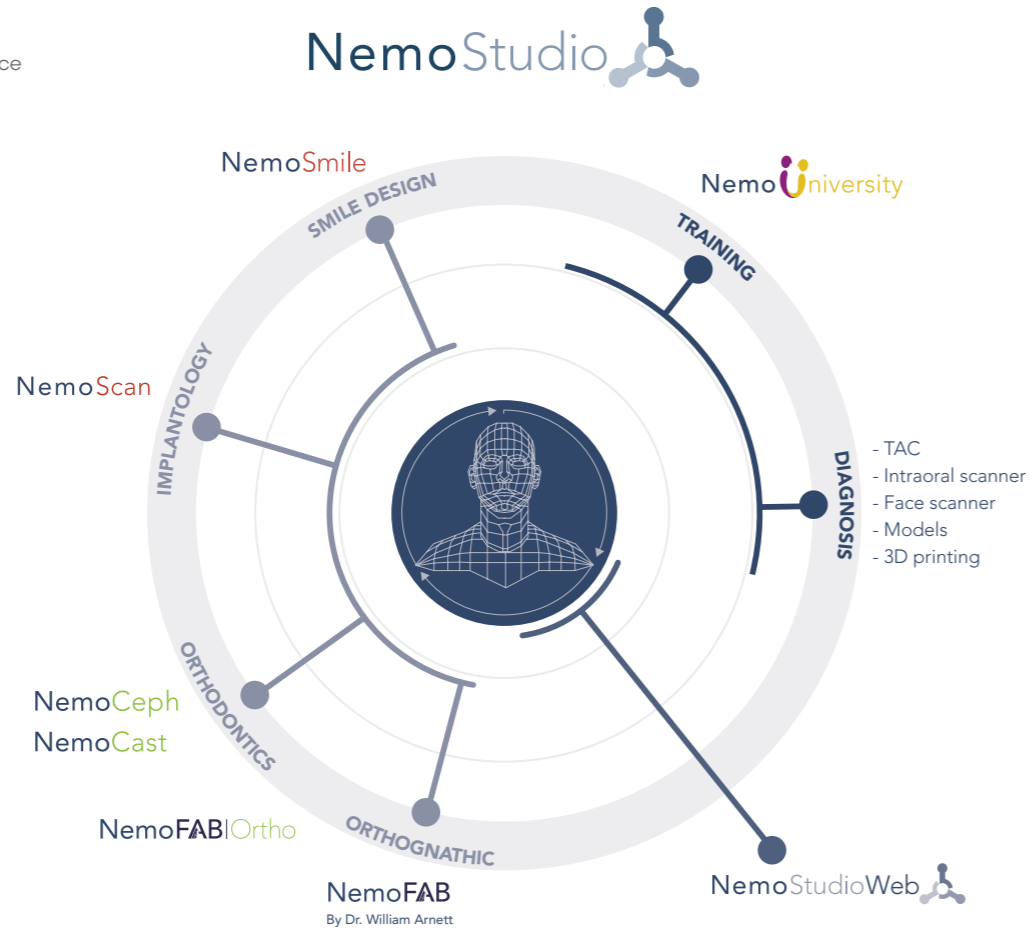 NemoStudio
ce
NemoSmile
SMILE DESIGN
NemoUniversity
TRAINING
NemoScan
IMPLANTOLOGY
DIAGNOSIS
- TAC
- Intraoral scanner
- Face scanner
- Models
- 3D printing
ORTHODONTICS
NemoCeph
NemoCast
NemoFAB|Ortho
ORTHOGNATHIC
NemoFAB
By Dr. William Arnett
NemoStudioWeb